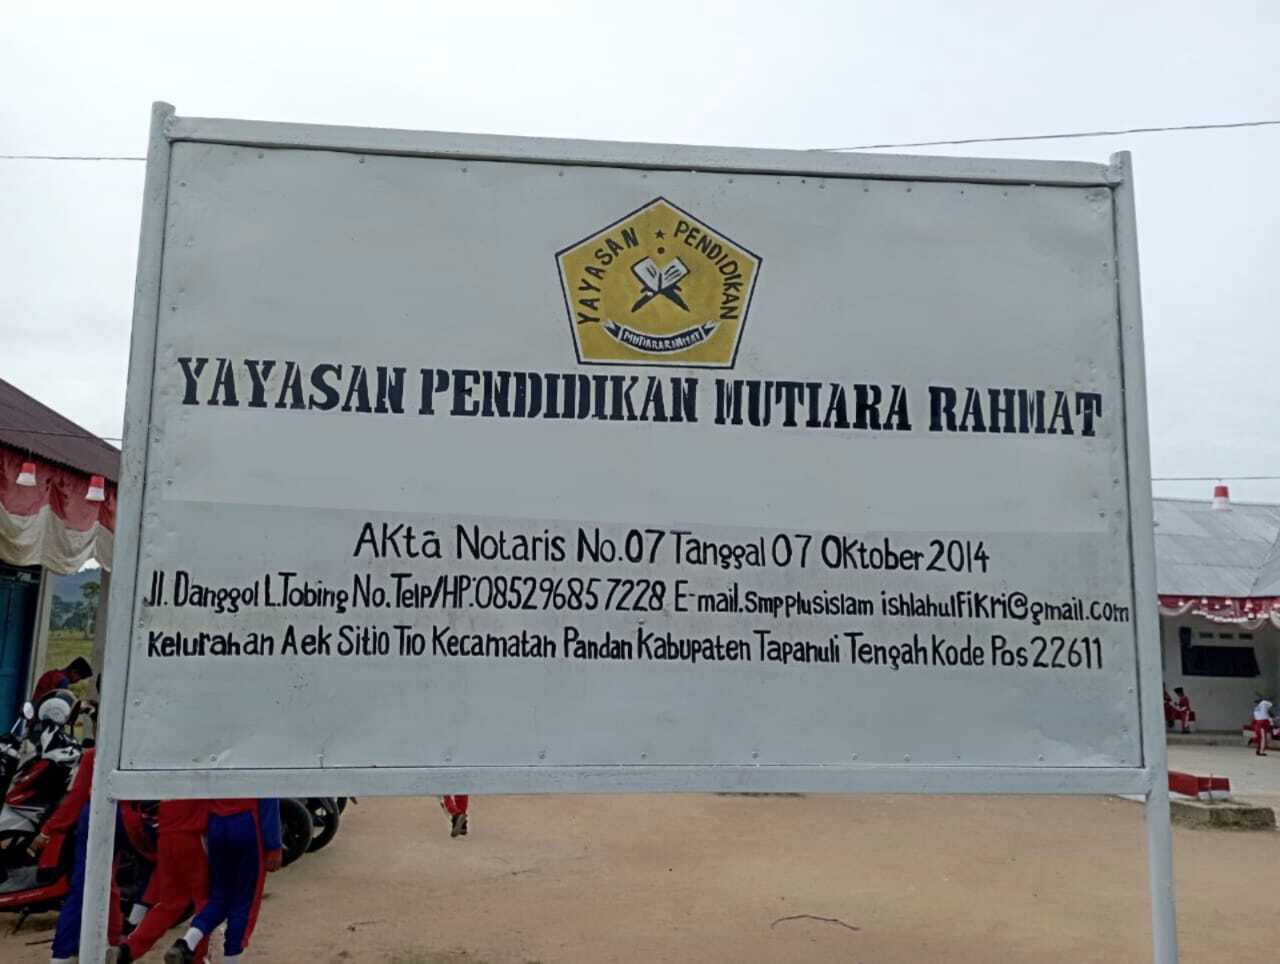 YAYASAN PENDIDIKAN
MUTIARA RAHMAT
YAYASAN PENDIDIKAN MUTIARA RAHMAT
AKta Notaris No.07 Tanggal 07 OKtober 2014
Jl. Danggol L.Tobing No.Telp/HP.085296857228 E-mail.Smpplusislam ishlahulFiKri@gmail.com
Kelurahan Aek Sitio Tio Kecamatan Pandan Kabupaten Tapanuli Tengah Kode Pos 22611